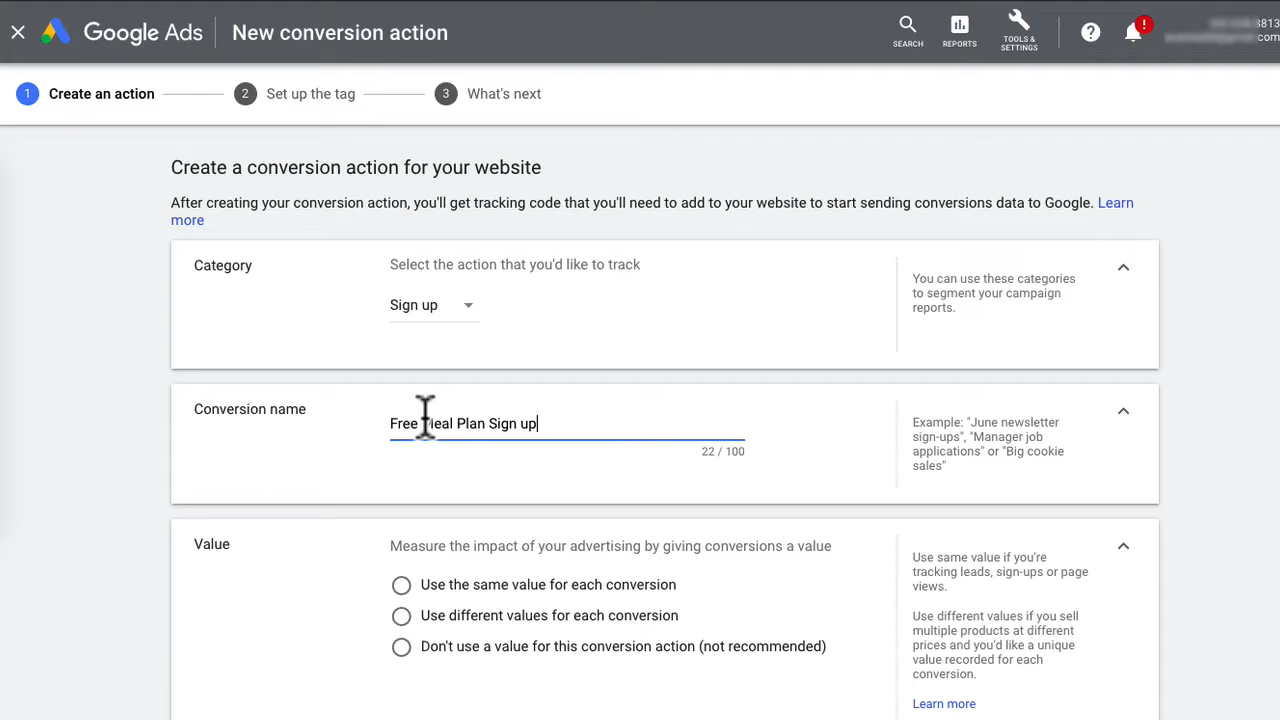 Google Ads
New conversion action
SEARCH
REPORTS
TOOLS &
SETTINGS
!
3813
com
1 Create an action
2 Set up the tag
3 What's next
Create a conversion action for your website
After creating your conversion action, you'll get tracking code that you'll need to add to your website to start sending conversions data to Google. Learn
more
Category
Select the action that you'd like to track
Sign up
You can use these categories
to segment your campaign
reports.
Conversion name
Free Meal Plan Sign up
22 / 100
Example: "June newsletter
sign-ups", "Manager job
applications" or "Big cookie
sales"
Value
Measure the impact of your advertising by giving conversions a value
Use the same value for each conversion
Use different values for each conversion
Don't use a value for this conversion action (not recommended)
Use same value if you're
tracking leads, sign-ups or page
views.
Use different values if you sell
multiple products at different
prices and you'd like a unique
value recorded for each
conversion.
Learn more